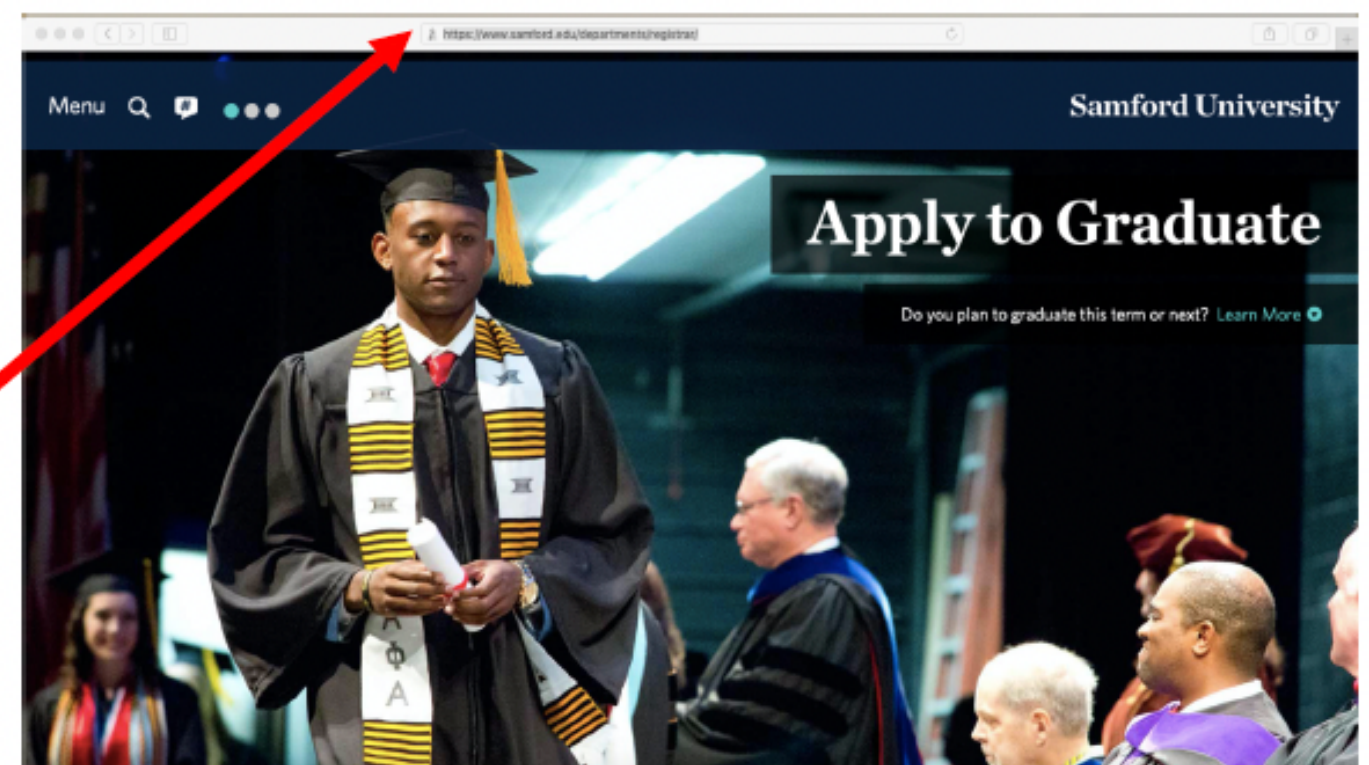 https://www.samford.edu/departments/registrar/
Menu
Samford University
Apply to Graduate
Do you plan to graduate this term or next? Learn More
Α
Φ
Α